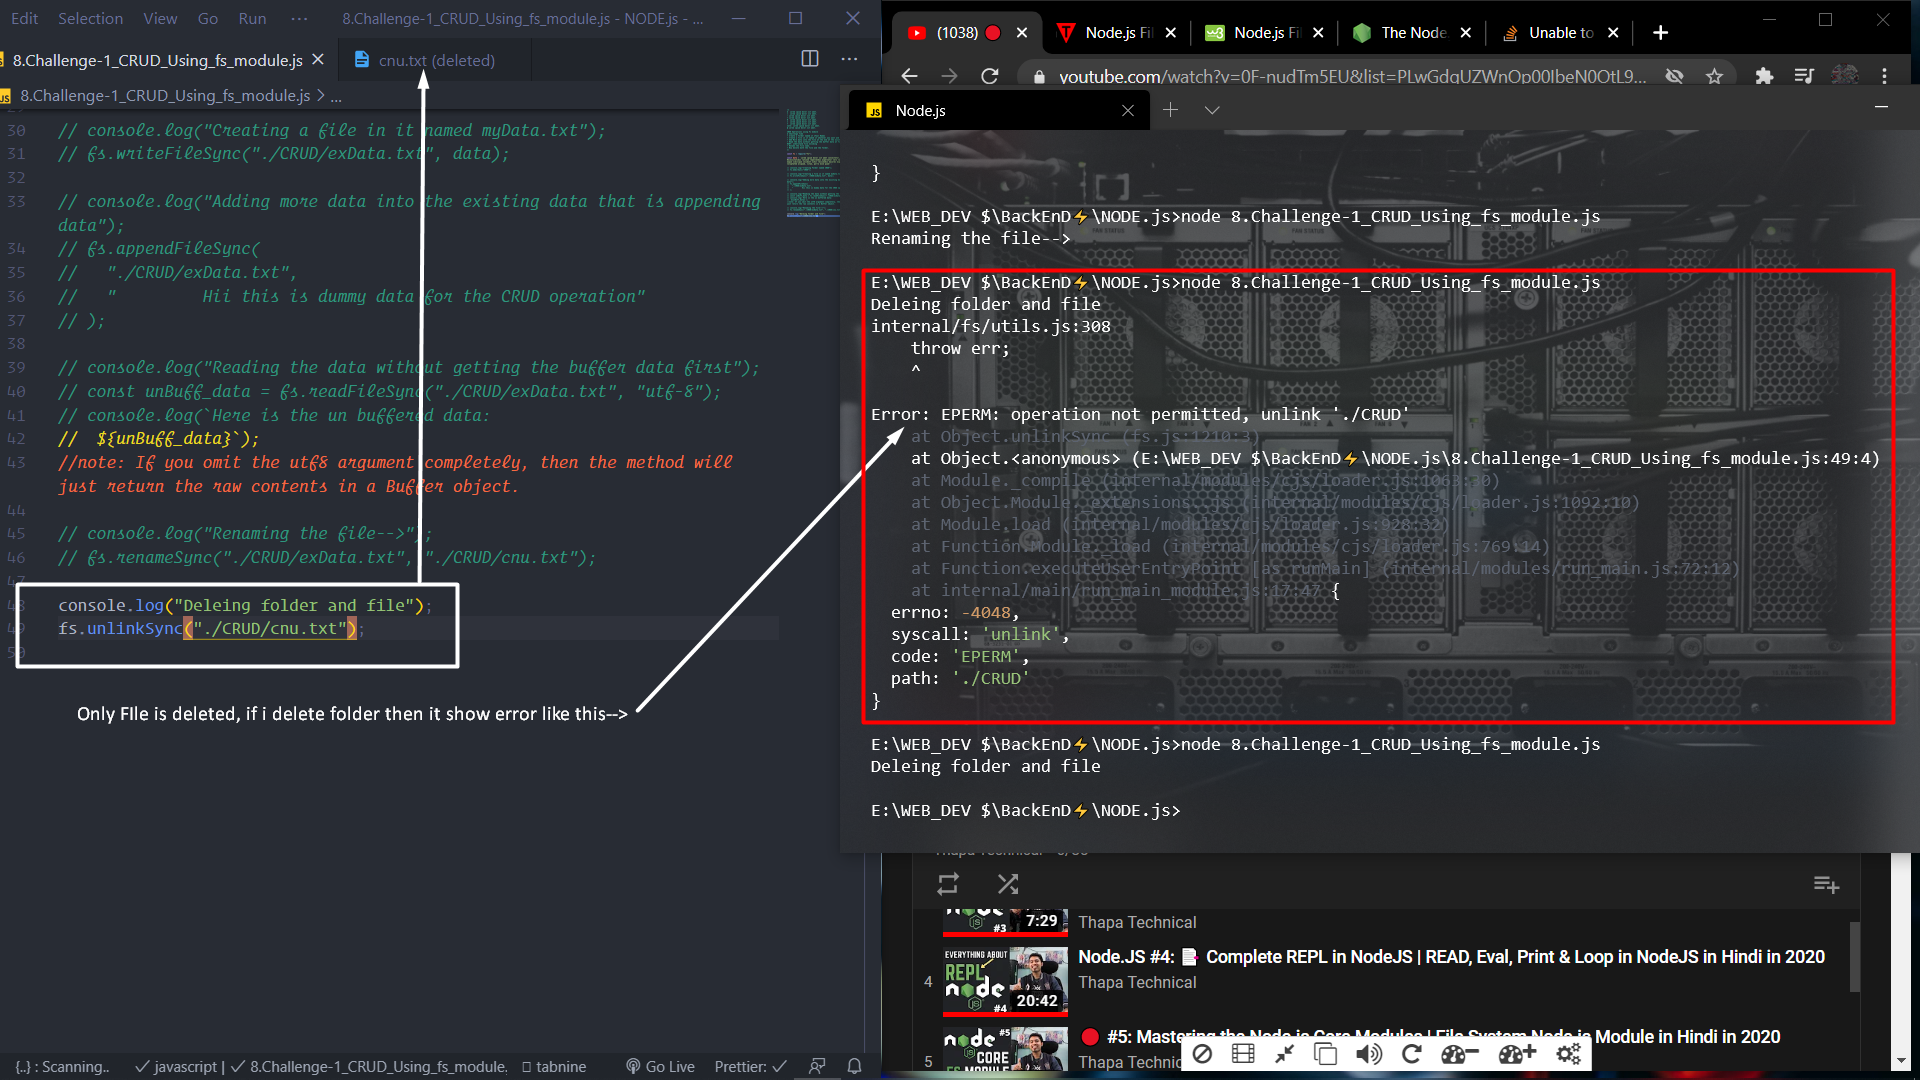 Edit Selection View Go Run ··· 8.Challenge-1_CRUD_Using_fs_module.js - NODE.js - ...
8.Challenge-1_CRUD_Using_fs_module.js
cnu.txt (deleted)
8.Challenge-1_CRUD_Using_fs_module.js > ...
30 // console.log("Creating a file in it named myData.txt");
31 // fs.writeFileSync("./CRUD/exData.txt", data);
32
33 // console.log("Adding more data into the existing data that is appending
data");
34 // fs.appendFileSync(
35 //   "./CRUD/exData.txt",
36 //   "         Hii this is dummy data for the CRUD operation"
37 // );
38
39 // console.log("Reading the data without getting the buffer data first");
40 // const unBuff_data = fs.readFileSync("./CRUD/exData.txt", "utf-8");
41 // console.log(`Here is the un buffered data:
42 //  ${unBuff_data}`);
43 //note: If you omit the utf8 argument completely, then the method will
just return the raw contents in a Buffer object.
44
45 // console.log("Renaming the file-->");
46 // fs.renameSync("./CRUD/exData.txt", "./CRUD/cnu.txt");
47
48 console.log("Deleing folder and file");
49 fs.unlinkSync("./CRUD/cnu.txt");
50
Only FIle is deleted, if i delete folder then it show error like this-->
{..} : Scanning.. javascript | 8.Challenge-1_CRUD_Using_fs_module. tabnine Go Live Prettier:
(1038) Node.js Fi Node.js Fi The Node. Unable to
youtube.com/watch?v=0F-nudTm5EU&list=PLwGdqUZWnOp00IbeN0OtL9...
JS Node.js
}
E:\WEB_DEV $\BackEnD⚡\NODE.js>node 8.Challenge-1_CRUD_Using_fs_module.js
Renaming the file-->
E:\WEB_DEV $\BackEnD⚡\NODE.js>node 8.Challenge-1_CRUD_Using_fs_module.js
Deleing folder and file
internal/fs/utils.js:308
throw err;
^
Error: EPERM: operation not permitted, unlink './CRUD'
at Object.unlinkSync (fs.js:1210:3)
at Object.<anonymous> (E:\WEB_DEV $\BackEnD⚡\NODE.js\8.Challenge-1_CRUD_Using_fs_module.js:49:4)
at Module._compile (internal/modules/cjs/loader.js:1063:30)
at Object.Module._extensions..js (internal/modules/cjs/loader.js:1092:10)
at Module.load (internal/modules/cjs/loader.js:928:32)
at Function.Module._load (internal/modules/cjs/loader.js:769:14)
at Function.executeUserEntryPoint [as runMain] (internal/modules/run_main.js:72:12)
at internal/main/run_main_module.js:17:47 {
errno: -4048,
syscall: 'unlink',
code: 'EPERM',
path: './CRUD'
}
E:\WEB_DEV $\BackEnD⚡\NODE.js>node 8.Challenge-1_CRUD_Using_fs_module.js
Deleing folder and file
E:\WEB_DEV $\BackEnD⚡\NODE.js>
#3 7:29
Thapa Technical
4
EVERYTHING ABOUT
REPL
node
#4 20:42
Node.JS #4: 📑 Complete REPL in NodeJS | READ, Eval, Print & Loop in NodeJS in Hindi in 2020
Thapa Technical
5
node #5
CORE
#5: Mastering the Node.js Core Modules | File System Node.js Module in Hindi in 2020
Thapa Technic